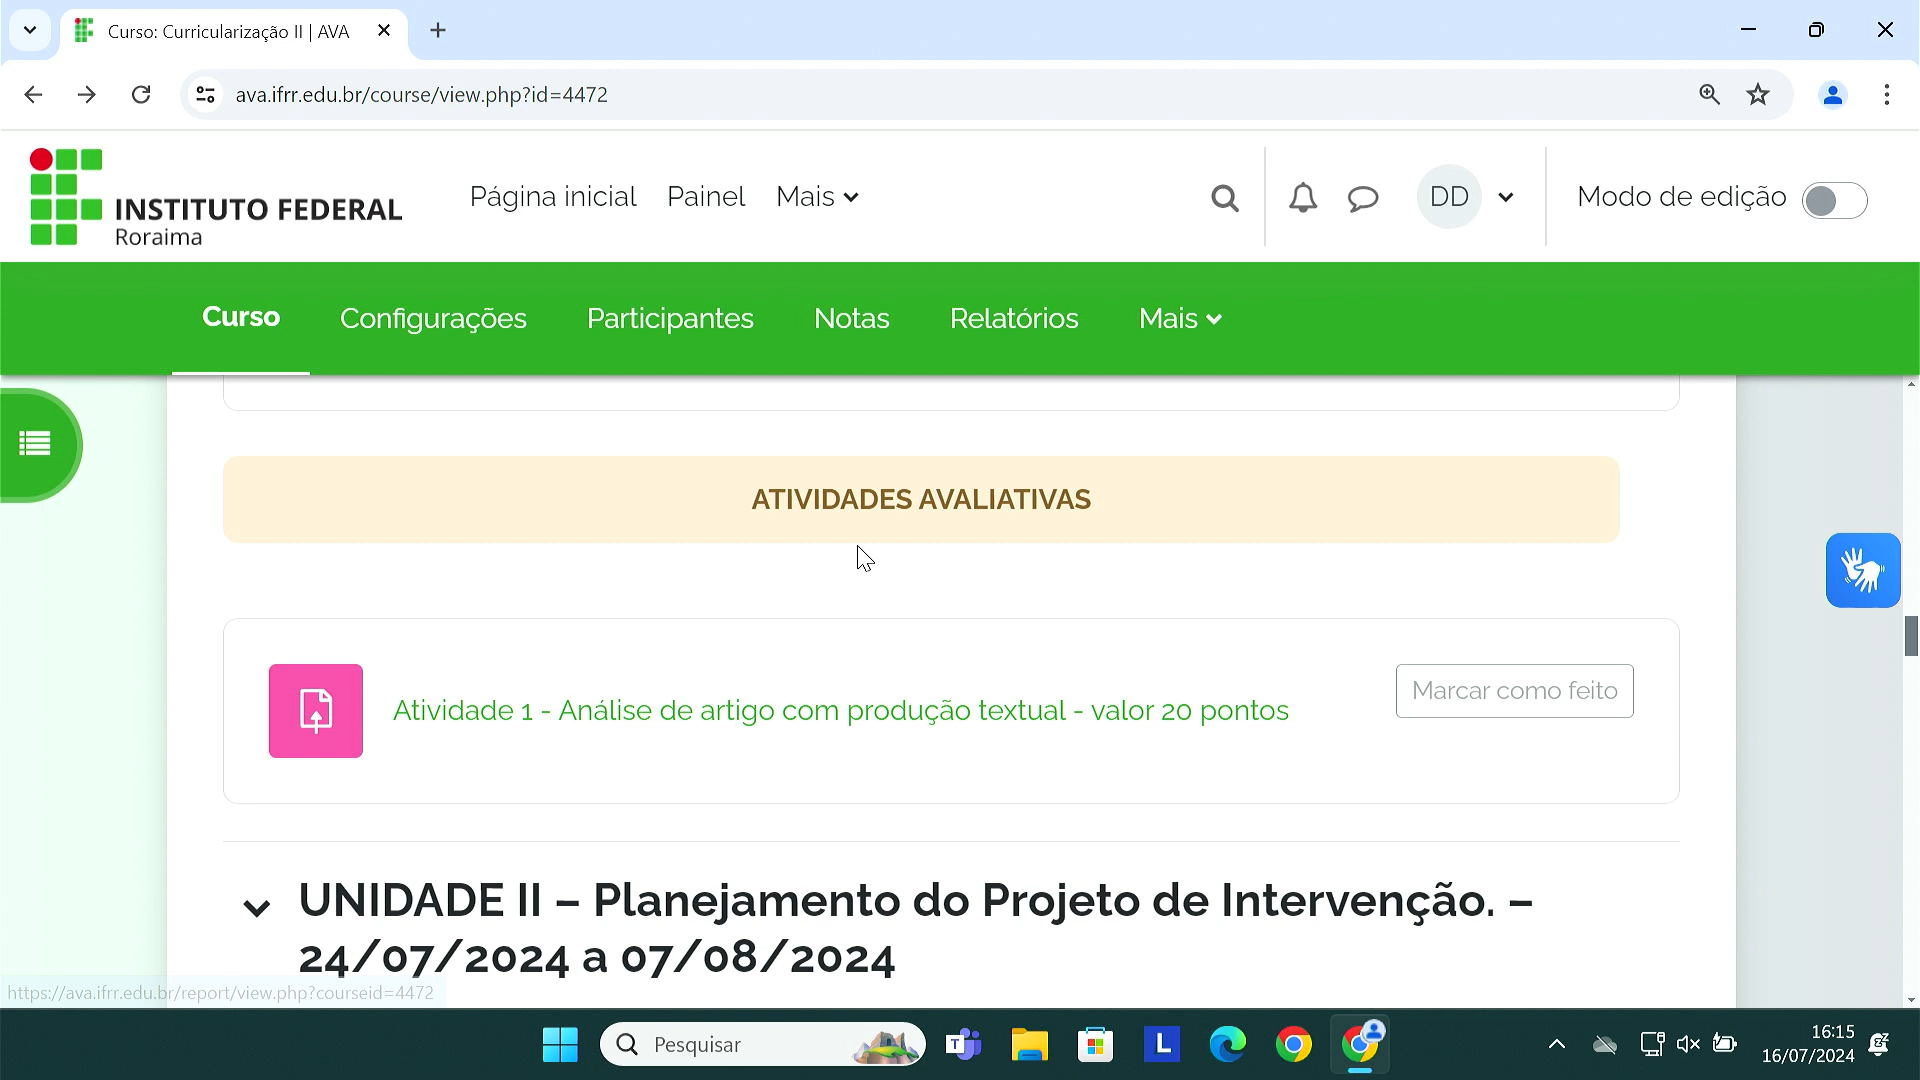 Curso: Curricularização II | AVA
ava.ifrr.edu.br/course/view.php?id=4472
INSTITUTO FEDERAL
Roraima
Página inicial
Painel
Mais
DD
Modo de edição
Curso
Configurações
Participantes
Notas
Relatórios
Mais
ATIVIDADES AVALIATIVAS
Atividade 1 - Análise de artigo com produção textual - valor 20 pontos
Marcar como feito
UNIDADE II – Planejamento do Projeto de Intervenção. –
24/07/2024 a 07/08/2024
https://ava.ifrr.edu.br/report/view.php?courseid=4472
Pesquisar
T
L
16:15
16/07/2024